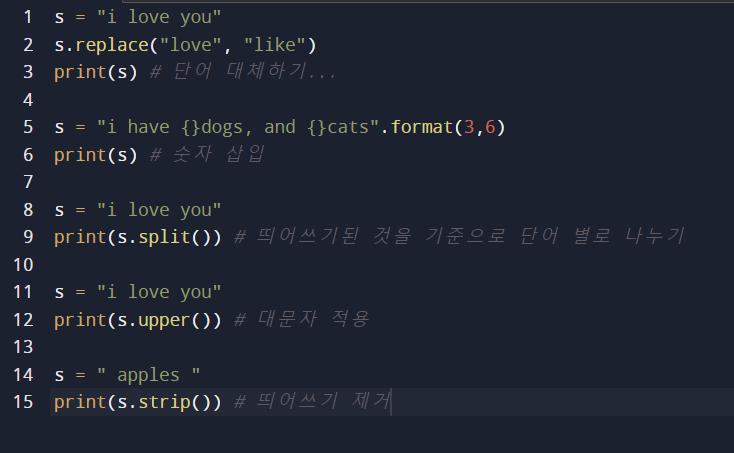 1 s = "i love you"
2 s.replace("love", "like")
3 print(s) # 단어 대체하기...
4
5 s = "i have {}dogs, and {}cats".format(3,6)
6 print(s) # 숫자 삽입
7
8 s = "i love you"
9 print(s.split()) # 띄어쓰기된 것을 기준으로 단어 별로 나누기
10
11 s = "i love you"
12 print(s.upper()) # 대문자 적용
13
14 s = " apples "
15 print(s.strip()) # 띄어쓰기 제거